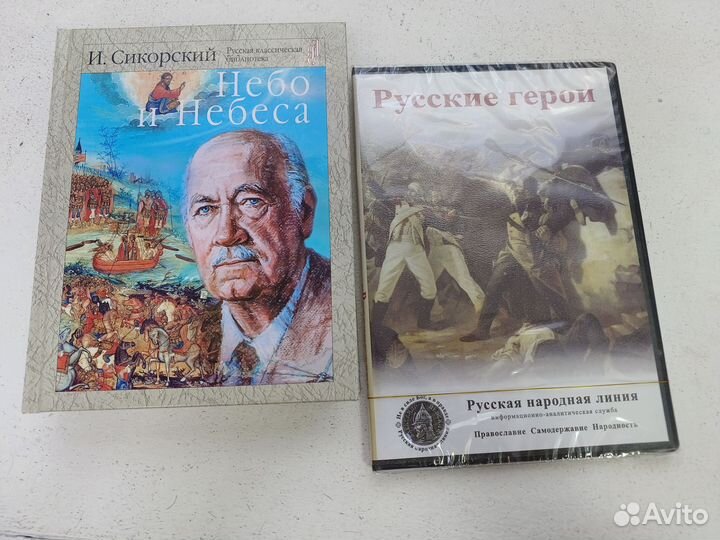 И. Сикорский
Русская классическая
библиотека
Небо
и Небеса
Русские герои
Русская народная линия
информационно-аналитическая служба
Православие Самодержавие Народность
Avito